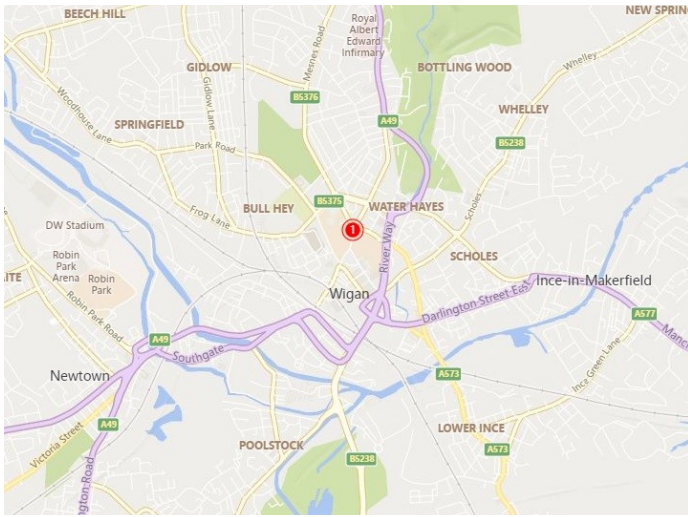 BEECH HILL
Royal
Albert
Edward
Infirmary
NEW SPRIN
GIDLOW
Mesnes Road
BOTTLING WOOD
Whelley
B5376
Woodhouse Lane
Gidlow Lane
A49
WHELLEY
SPRINGFIELD
B5238
Park Road
B5375
Scholes
BULL HEY
WATER HAYES
Frog Lane
DW Stadium
1
River Way
SCHOLES
Robin
Park
Arena
Robin
Park
AITE
Wigan
Darlington Street East
Ince-in-Makerfield
Robin Park Road
A577
Manc
A49
Southgate
Newtown
A573
Ince Green Lane
A49
Victoria Street
POOLSTOCK
LOWER INCE
A573
B5238
ngton Road